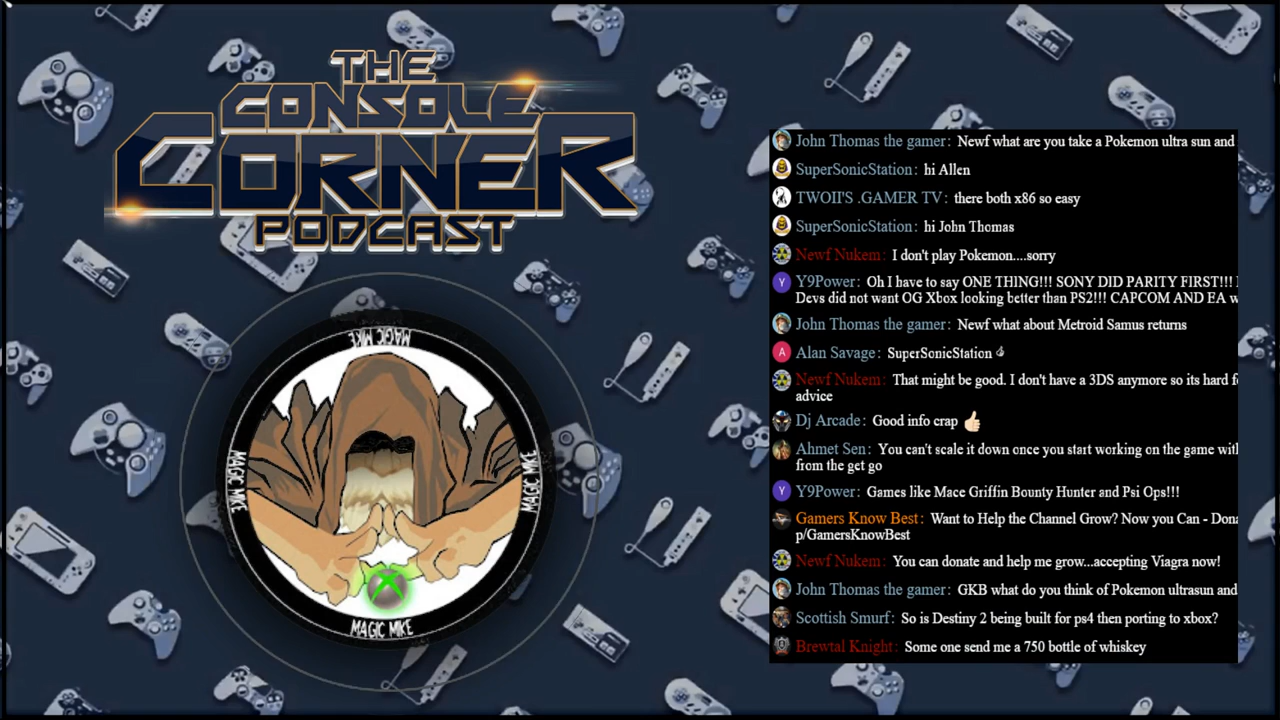 THE
CONSOLE
CORNER
PODCAST
MAGIC MIKE
MAGIC MIKE
MAGIC MIKE
MAGIC MIKE
John Thomas the gamer: Newf what are you take a Pokemon ultra sun and
SuperSonicStation: hi Allen
TWOII'S .GAMER TV: there both x86 so easy
SuperSonicStation: hi John Thomas
Newf Nukem: I don't play Pokemon....sorry
Y Y9Power: Oh I have to say ONE THING!!! SONY DID PARITY FIRST!!!
Devs did not want OG Xbox looking better than PS2!!! CAPCOM AND EA
John Thomas the gamer: Newf what about Metroid Samus returns
A Alan Savage: SuperSonicStation
Newf Nukem: That might be good. I don't have a 3DS anymore so its hard
advice
Dj Arcade: Good info crap 👍🏻
Ahmet Sen: You can't scale it down once you start working on the game
from the get go
Y Y9Power: Games like Mace Griffin Bounty Hunter and Psi Ops!!!
Gamers Know Best: Want to Help the Channel Grow? Now you Can -
p/GamersKnowBest
Newf Nukem: You can donate and help me grow...accepting Viagra now!
John Thomas the gamer: GKB what do you think of Pokemon ultrasun and
Scottish Smurf: So is Destiny 2 being built for ps4 then porting to xbox?
Brewtal Knight: Some one send me a 750 bottle of whiskey